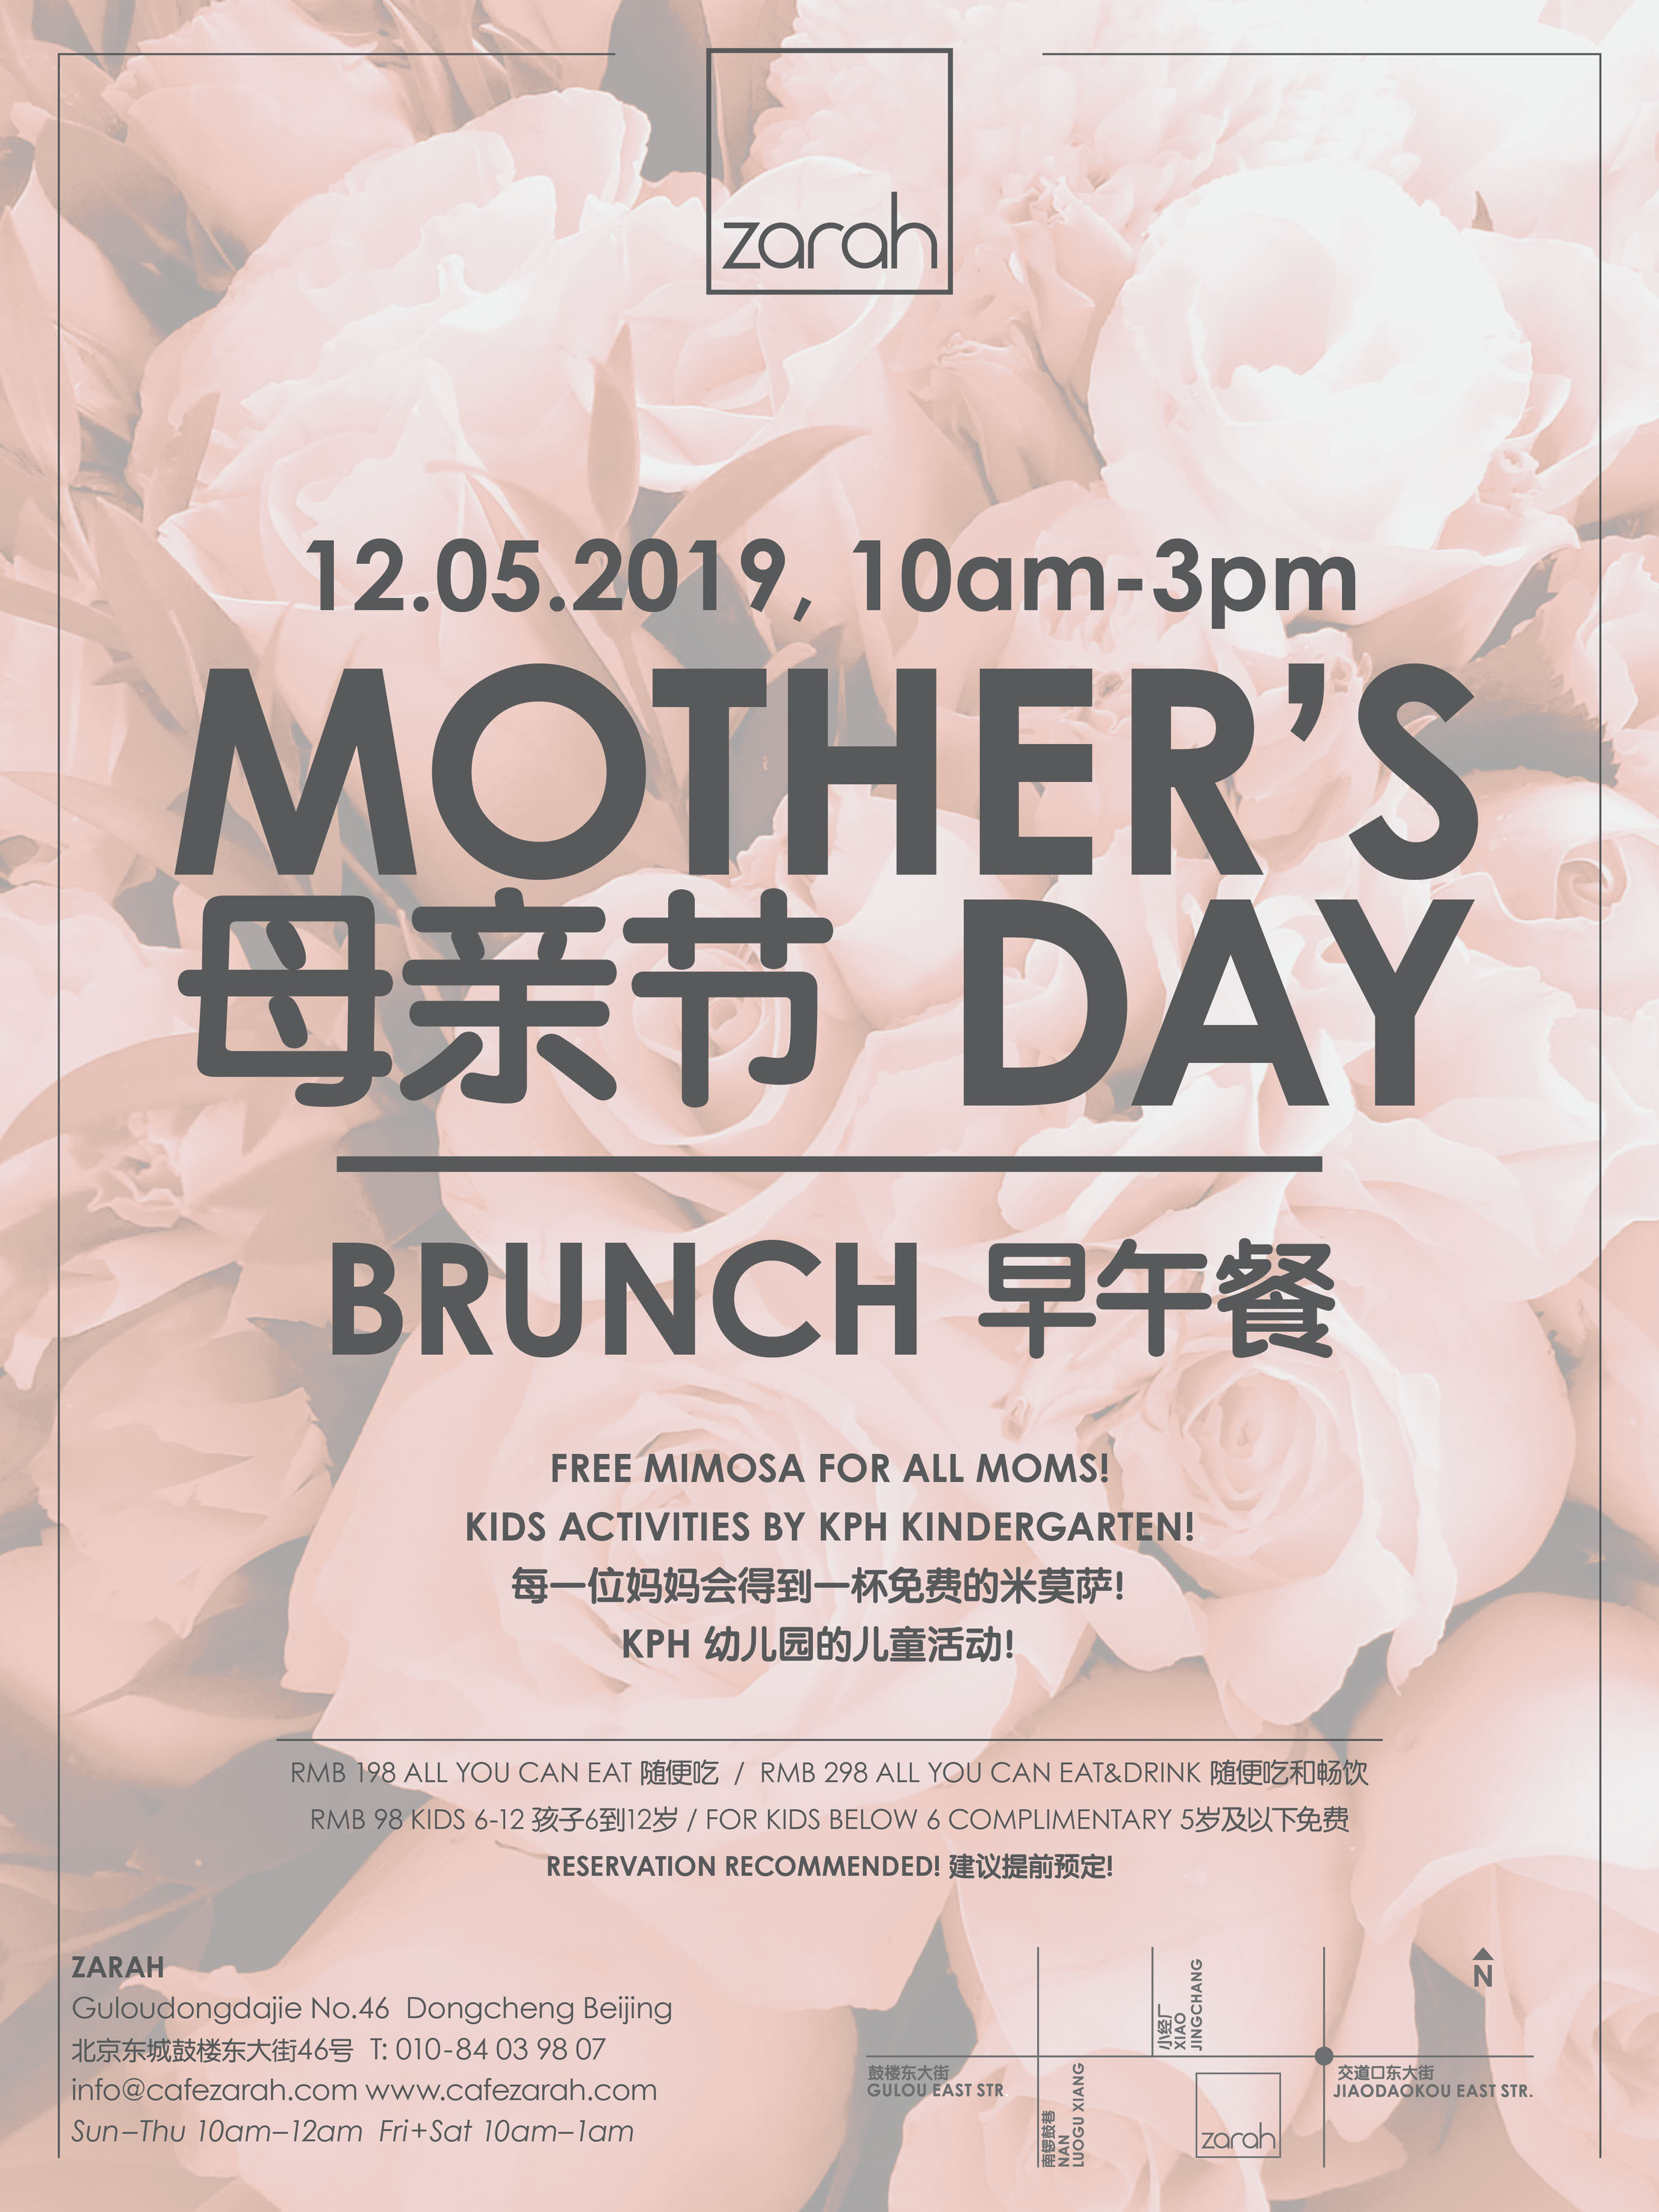 zarah
12.05.2019, 10am-3pm
MOTHER'S
母亲节 DAY
BRUNCH 早午餐
FREE MIMOSA FOR ALL MOMS!
KIDS ACTIVITIES BY KPH KINDERGARTEN!
每一位妈妈会得到一杯免费的米莫萨!
KPH 幼儿园的儿童活动!
RMB 198 ALL YOU CAN EAT 随便吃 / RMB 298 ALL YOU CAN EAT&DRINK 随便吃和畅饮
RMB 98 KIDS 6-12 孩子6到12岁 / FOR KIDS BELOW 6 COMPLIMENTARY 5岁及以下免费
RESERVATION RECOMMENDED! 建议提前预定!
ZARAH
Guloudongdajie No.46 Dongcheng Beijing
北京东城鼓楼东大街46号 T: 010-84 03 98 07
info@cafezarah.com www.cafezarah.com
Sun–Thu 10am–12am Fri+Sat 10am–1am
N
小经厂
XIAO
JINGCHANG
鼓楼东大街
GULOU EAST STR
交道口东大街
JIAODAOKOU EAST STR.
南锣鼓巷
NAN
LUOGU XIANG
zarah